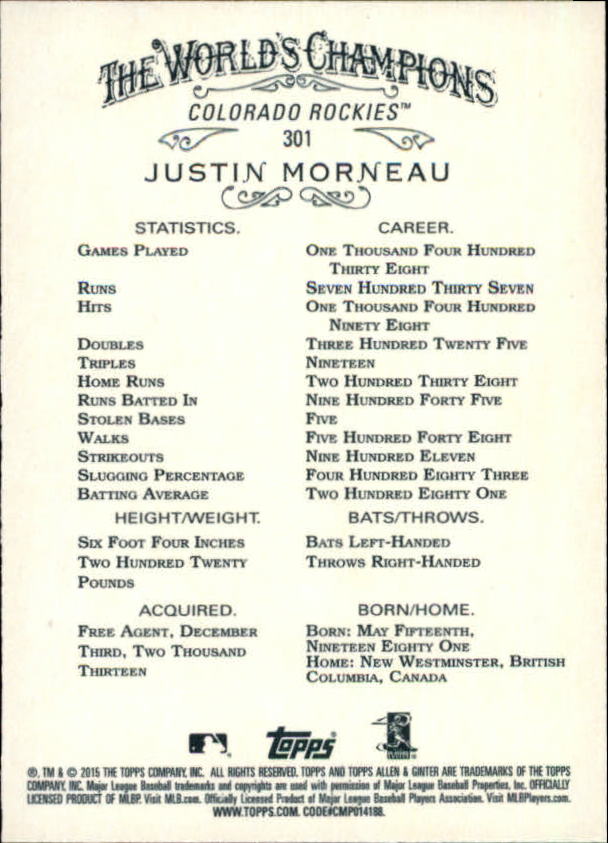 THE WORLD'S CHAMPIONS
COLORADO ROCKIES™
301
JUSTIN MORNEAU
STATISTICS. CAREER.
GAMES PLAYED ONE THOUSAND FOUR HUNDRED
THIRTY EIGHT
RUNS SEVEN HUNDRED THIRTY SEVEN
HITS ONE THOUSAND FOUR HUNDRED
NINETY EIGHT
DOUBLES THREE HUNDRED TWENTY FIVE
TRIPLES NINETEEN
HOME RUNS TWO HUNDRED THIRTY EIGHT
RUNS BATTED IN NINE HUNDRED FORTY FIVE
STOLEN BASES FIVE
WALKS FIVE HUNDRED FORTY EIGHT
STRIKEOUTS NINE HUNDRED ELEVEN
SLUGGING PERCENTAGE FOUR HUNDRED EIGHTY THREE
BATTING AVERAGE TWO HUNDRED EIGHTY ONE
HEIGHT/WEIGHT. BATS/THROWS.
SIX FOOT FOUR INCHES BATS LEFT-HANDED
TWO HUNDRED TWENTY THROWS RIGHT-HANDED
POUNDS
ACQUIRED. BORN/HOME.
FREE AGENT, DECEMBER BORN: MAY FIFTEENTH,
THIRD, TWO THOUSAND NINETEEN EIGHTY ONE
THIRTEEN HOME: NEW WESTMINSTER, BRITISH
COLUMBIA, CANADA
Topps
®, TM & © 2015 THE TOPPS COMPANY, INC. ALL RIGHTS RESERVED. TOPPS AND TOPPS ALLEN & GINTER ARE TRADEMARKS OF THE TOPPS
COMPANY, INC. Major League Baseball trademarks and copyrights are used with permission of Major League Baseball Properties, Inc. OFFICIALLY
LICENSED PRODUCT OF MLBP. Visit MLB.com. Officially Licensed Product of Major League Baseball Players Association. Visit MLBPlayers.com.
WWW.TOPPS.COM. CODE#CMP014188.